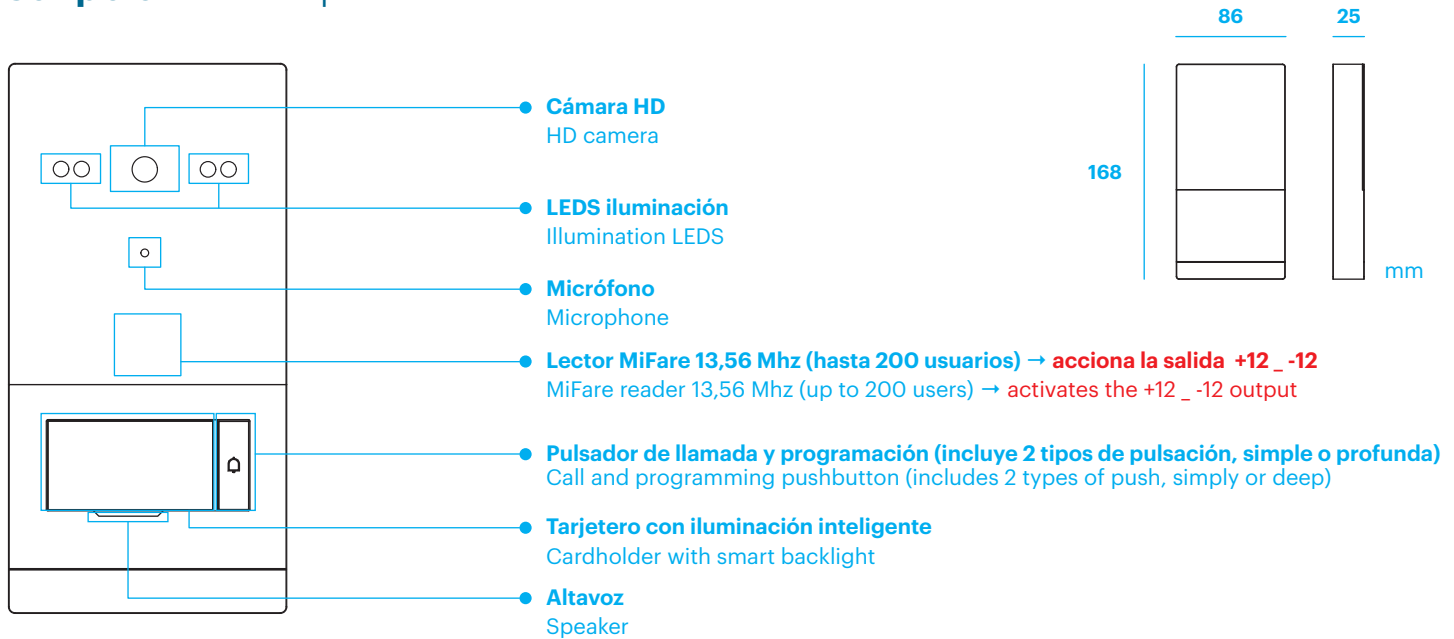 86
25
Cámara HD
HD camera
168
LEDS iluminación
Illumination LEDS
mm
Micrófono
Microphone
Lector MiFare 13,56 Mhz (hasta 200 usuarios) → acciona la salida +12 _ -12
MiFare reader 13,56 Mhz (up to 200 users) → activates the +12 _ -12 output
Pulsador de llamada y programación (incluye 2 tipos de pulsación, simple o profunda)
Call and programming pushbutton (includes 2 types of push, simply or deep)
Tarjetero con iluminación inteligente
Cardholder with smart backlight
Altavoz
Speaker